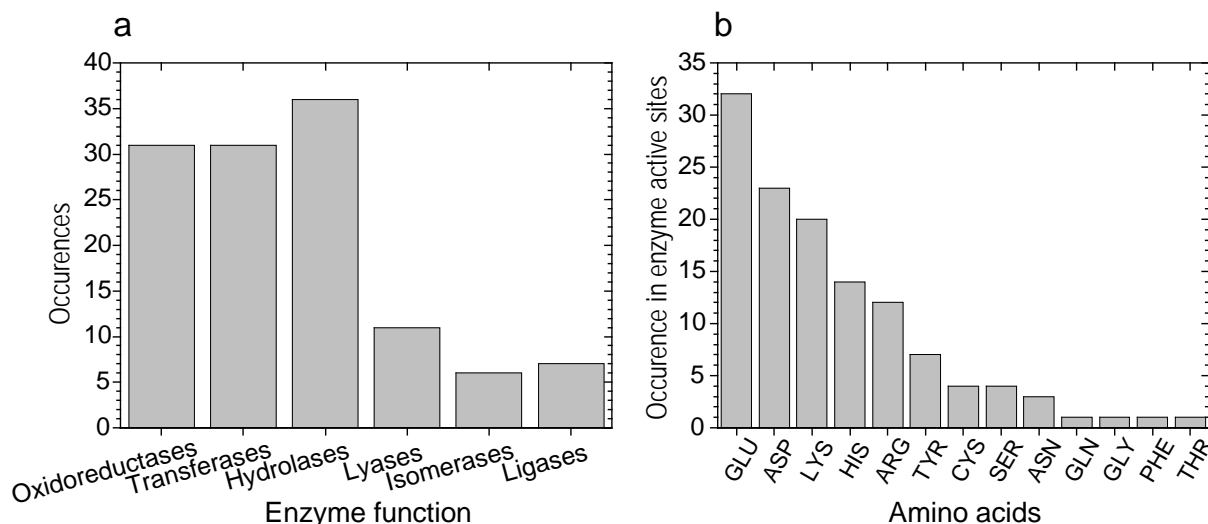 a
40
35
30
25
20
15
10
5
0
Occurences
Oxidoreductases
Transferases
Hydrolases
Lyases
Isomerases
Ligases
Enzyme function
b
35
30
25
20
15
10
5
0
Occurence in enzyme active sites
GLU
ASP
LYS
HIS
ARG
TYR
CYS
SER
ASN
GLN
GLY
PHE
THR
Amino acids